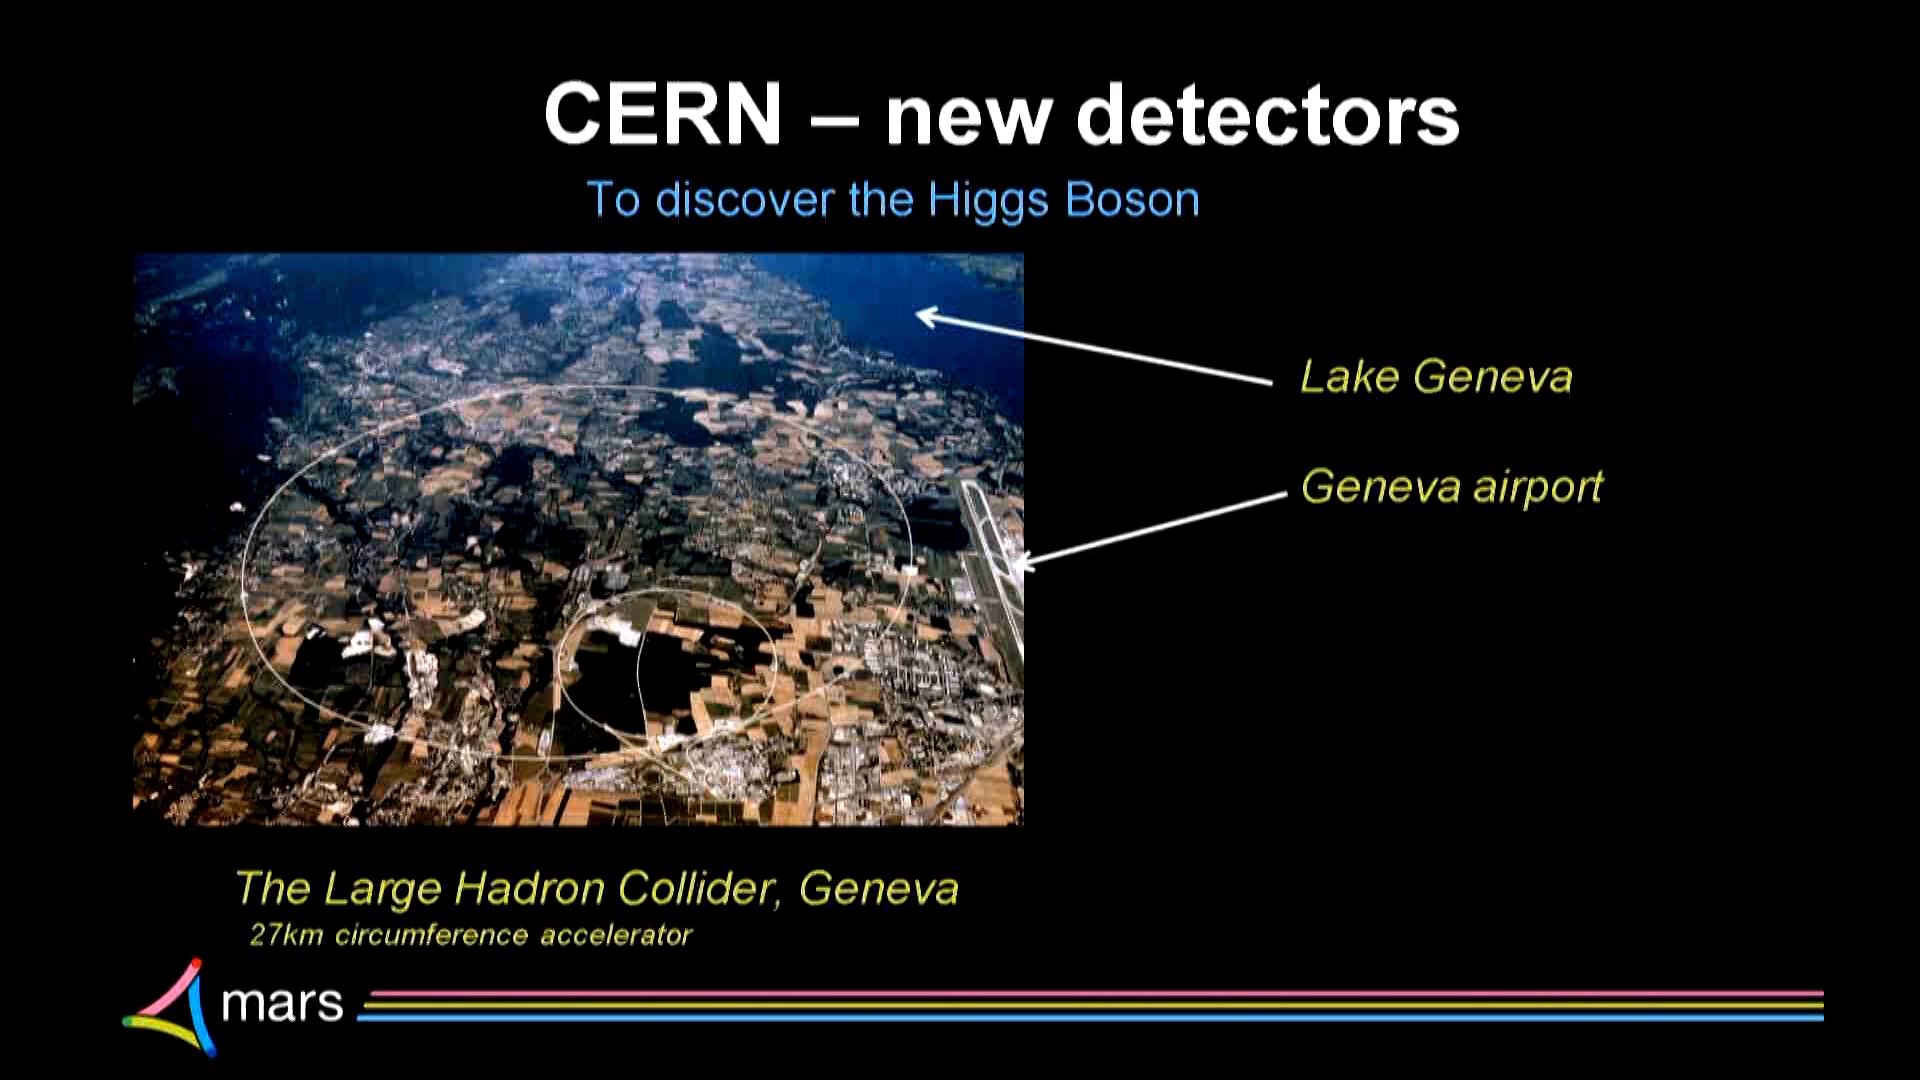 CERN – new detectors
To discover the Higgs Boson
Lake Geneva
Geneva airport
The Large Hadron Collider, Geneva
27km circumference accelerator
mars